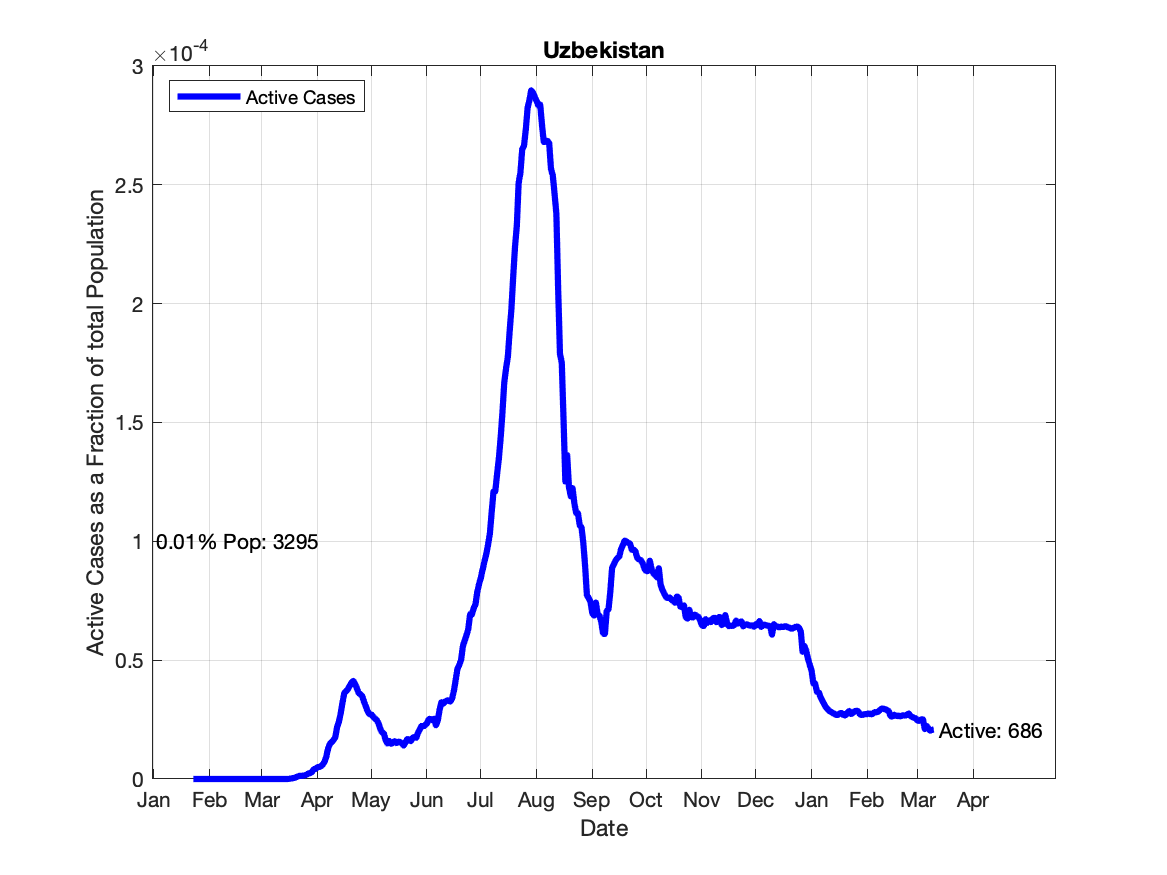 Uzbekistan
×10-4
Active Cases
3
2.5
2
1.5
1
0.5
0
0.01% Pop: 3295
Active: 686
Active Cases as a Fraction of total Population
Jan Feb Mar Apr May Jun Jul Aug Sep Oct Nov Dec Jan Feb Mar Apr
Date